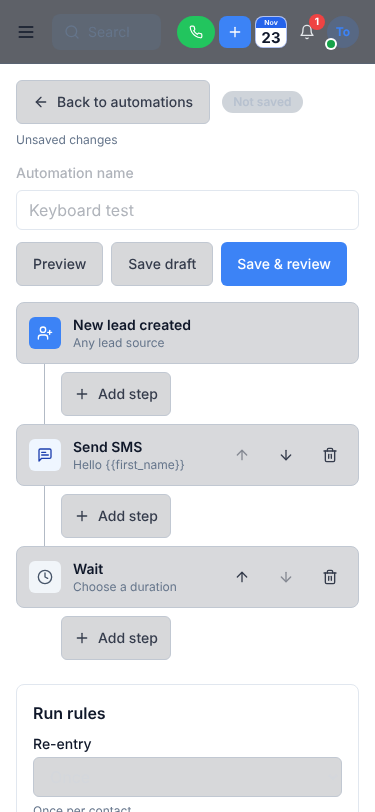 Search
Nov
23
1
To
Back to automations
Not saved
Unsaved changes
Automation name
Keyboard test
Preview
Save draft
Save & review
New lead created
Any lead source
Add step
Send SMS
Hello {{first_name}}
Add step
Wait
Choose a duration
Add step
Run rules
Re-entry
Once per contact